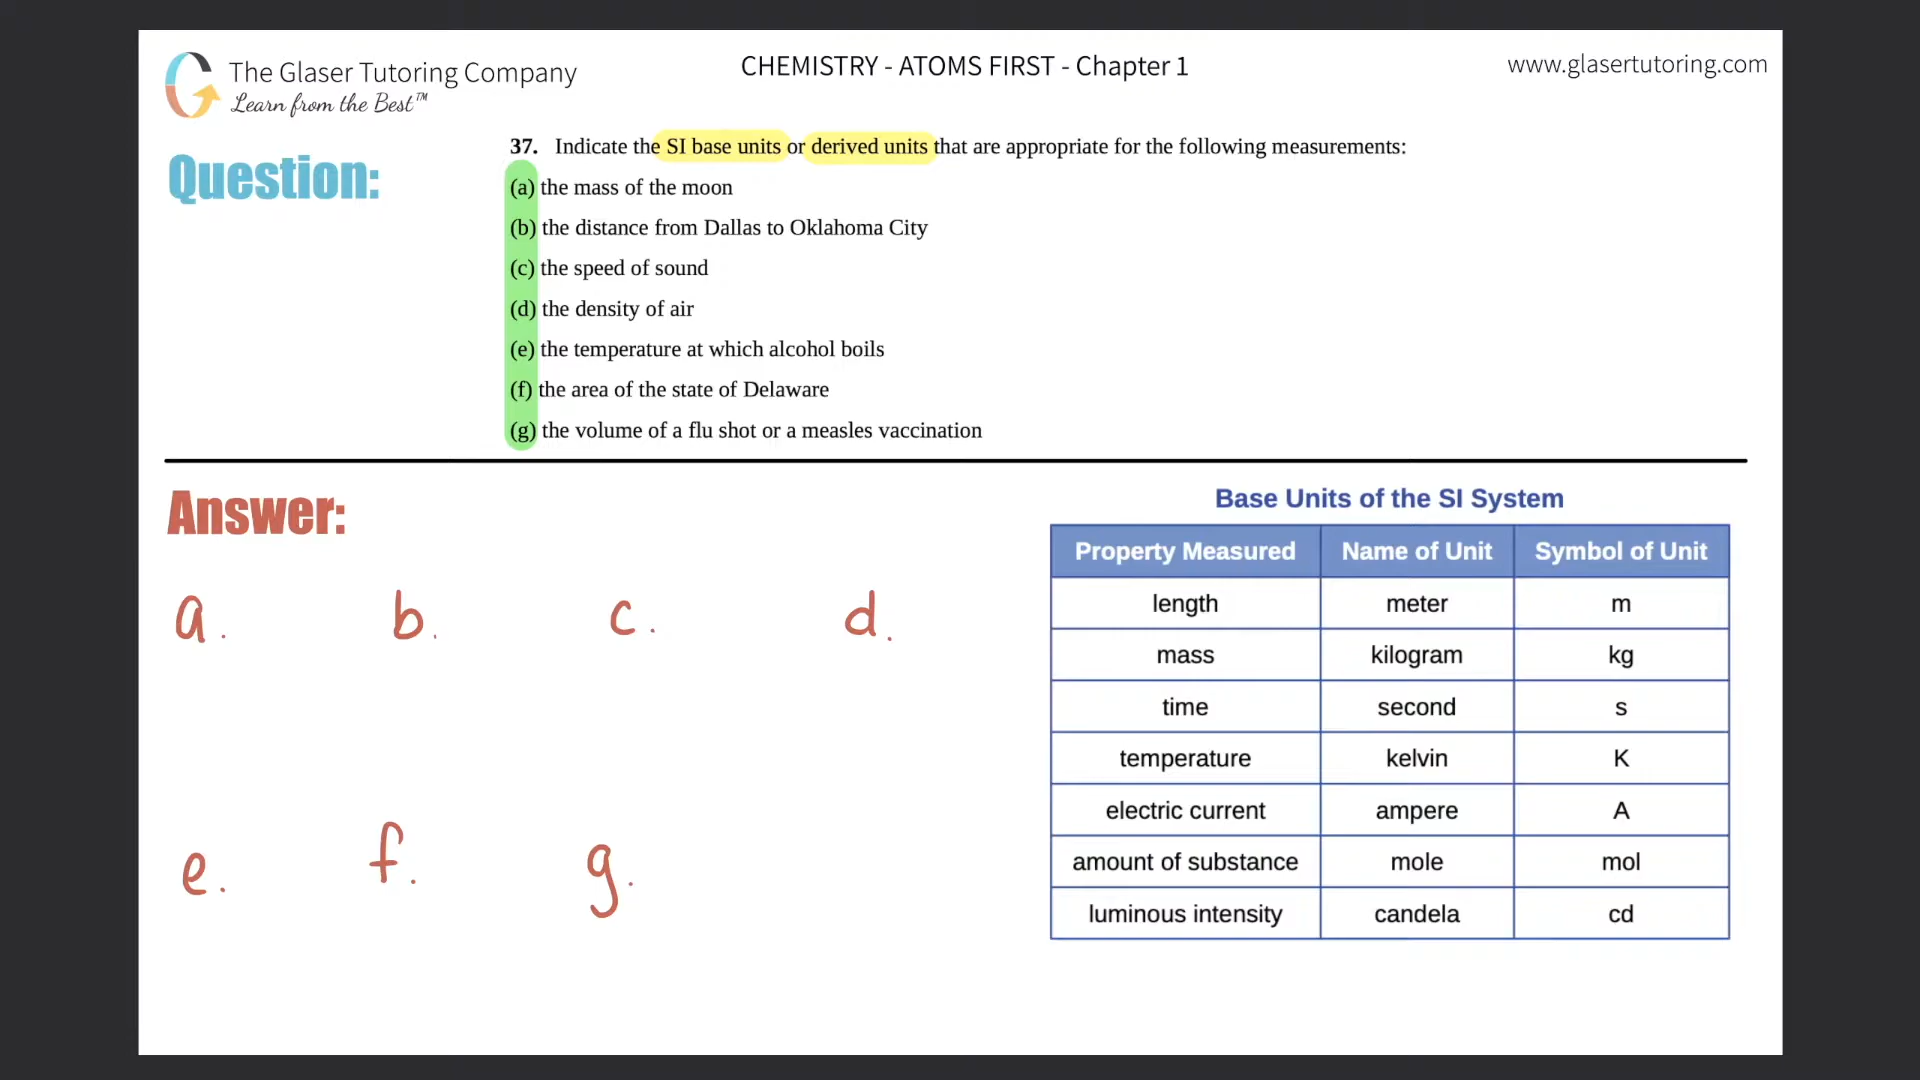 The Glaser Tutoring Company
Learn from the Best™
CHEMISTRY - ATOMS FIRST - Chapter 1
www.glasertutoring.com
Question:
37. Indicate the SI base units or derived units that are appropriate for the following measurements:
(a) the mass of the moon
(b) the distance from Dallas to Oklahoma City
(c) the speed of sound
(d) the density of air
(e) the temperature at which alcohol boils
(f) the area of the state of Delaware
(g) the volume of a flu shot or a measles vaccination
Answer:
a. b. c. d.
e. f. g.
Base Units of the SI System
Property Measured Name of Unit Symbol of Unit
length meter m
mass kilogram kg
time second s
temperature kelvin K
electric current ampere A
amount of substance mole mol
luminous intensity candela cd